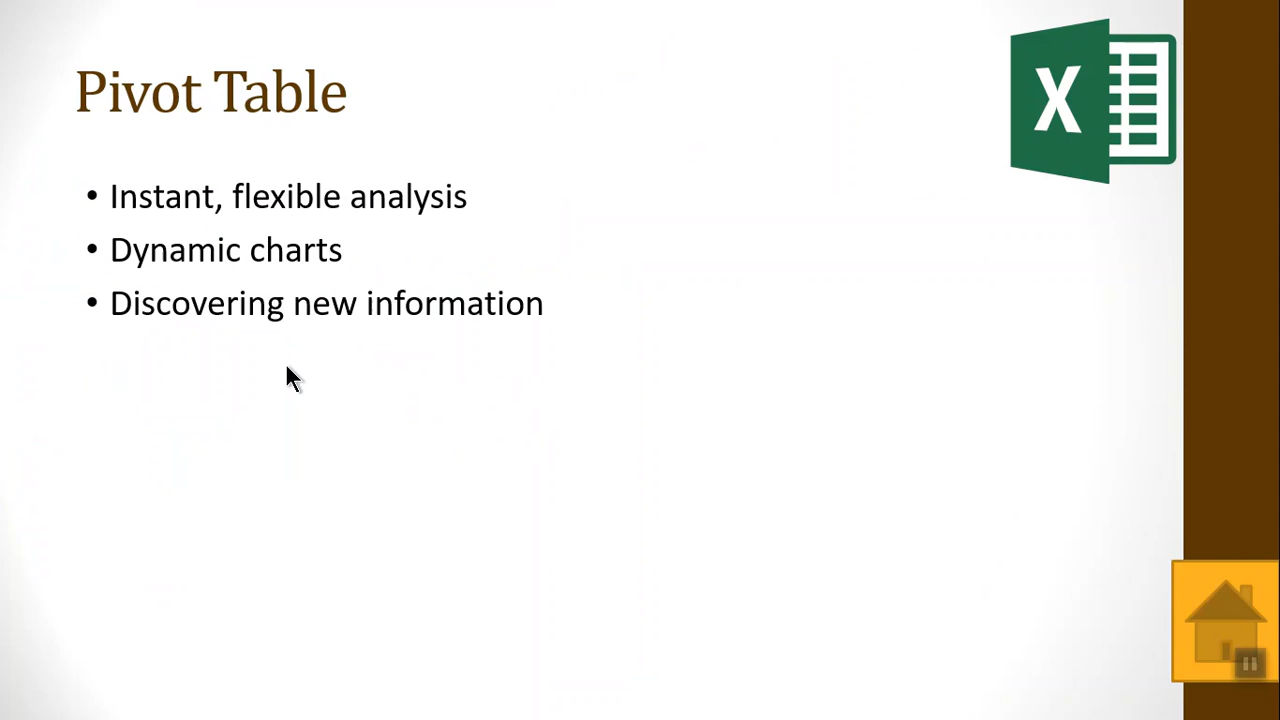 Pivot Table
X
• Instant, flexible analysis
• Dynamic charts
• Discovering new information